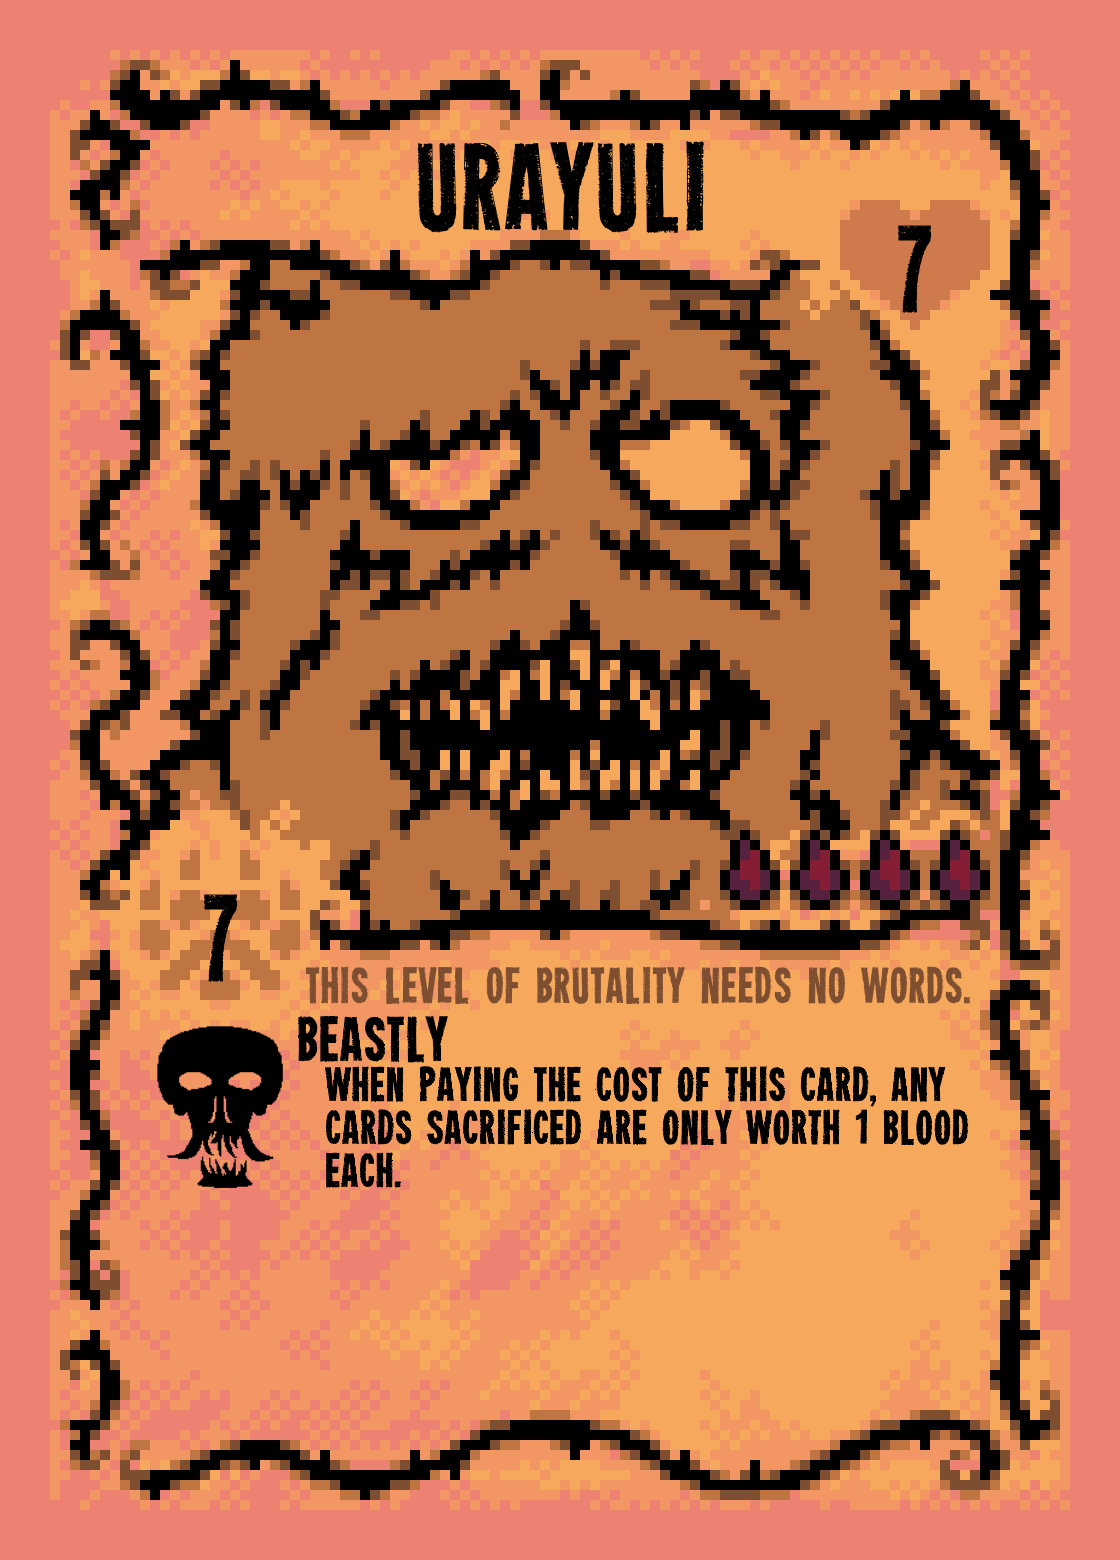 URAYULI
7
7
THIS LEVEL OF BRUTALITY NEEDS NO WORDS.
BEASTLY
WHEN PAYING THE COST OF THIS CARD, ANY
CARDS SACRIFICED ARE ONLY WORTH 1 BLOOD
EACH.